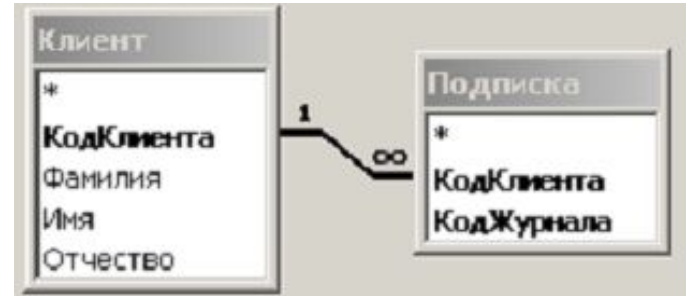 Клиент
*
КодКлиента
Фамилия
Имя
Отчество
1
∞
Подписка
*
КодКлиента
КодЖурнала